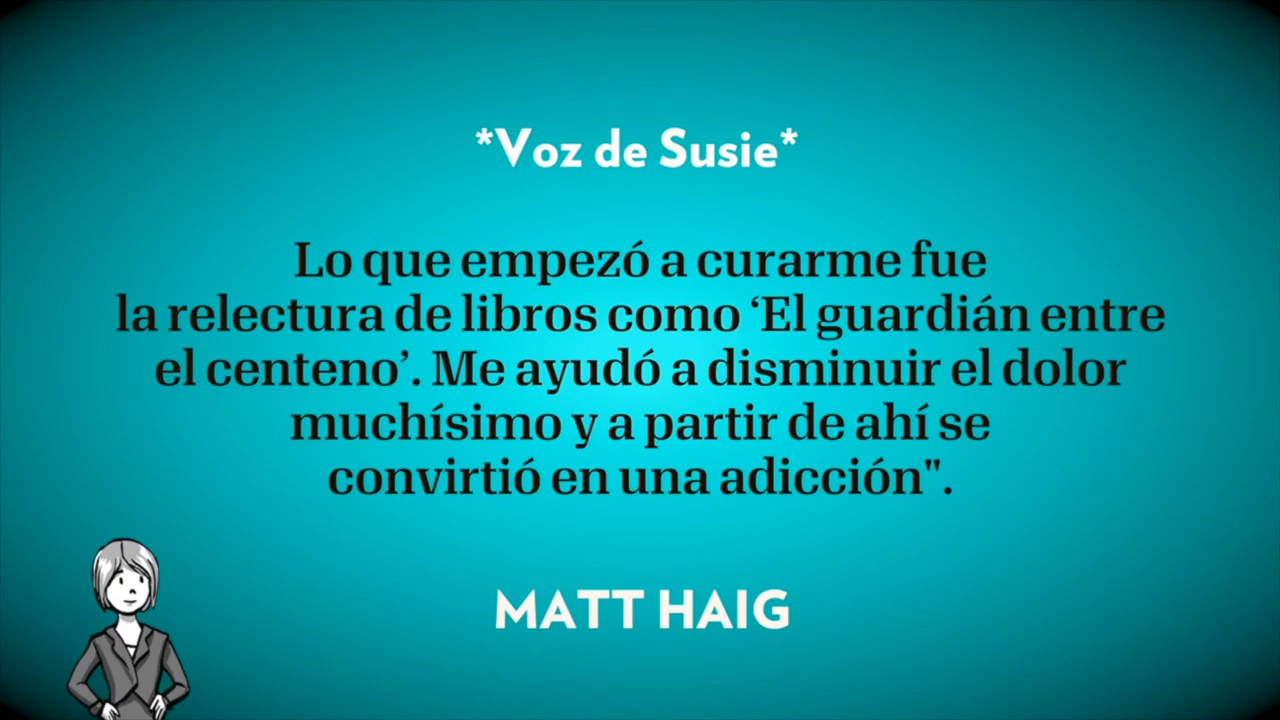 *Voz de Susie*
Lo que empezó a curarme fue
la relectura de libros como ‘El guardián entre
el centeno’. Me ayudó a disminuir el dolor
muchísimo y a partir de ahí se
convirtió en una adicción".
MATT HAIG